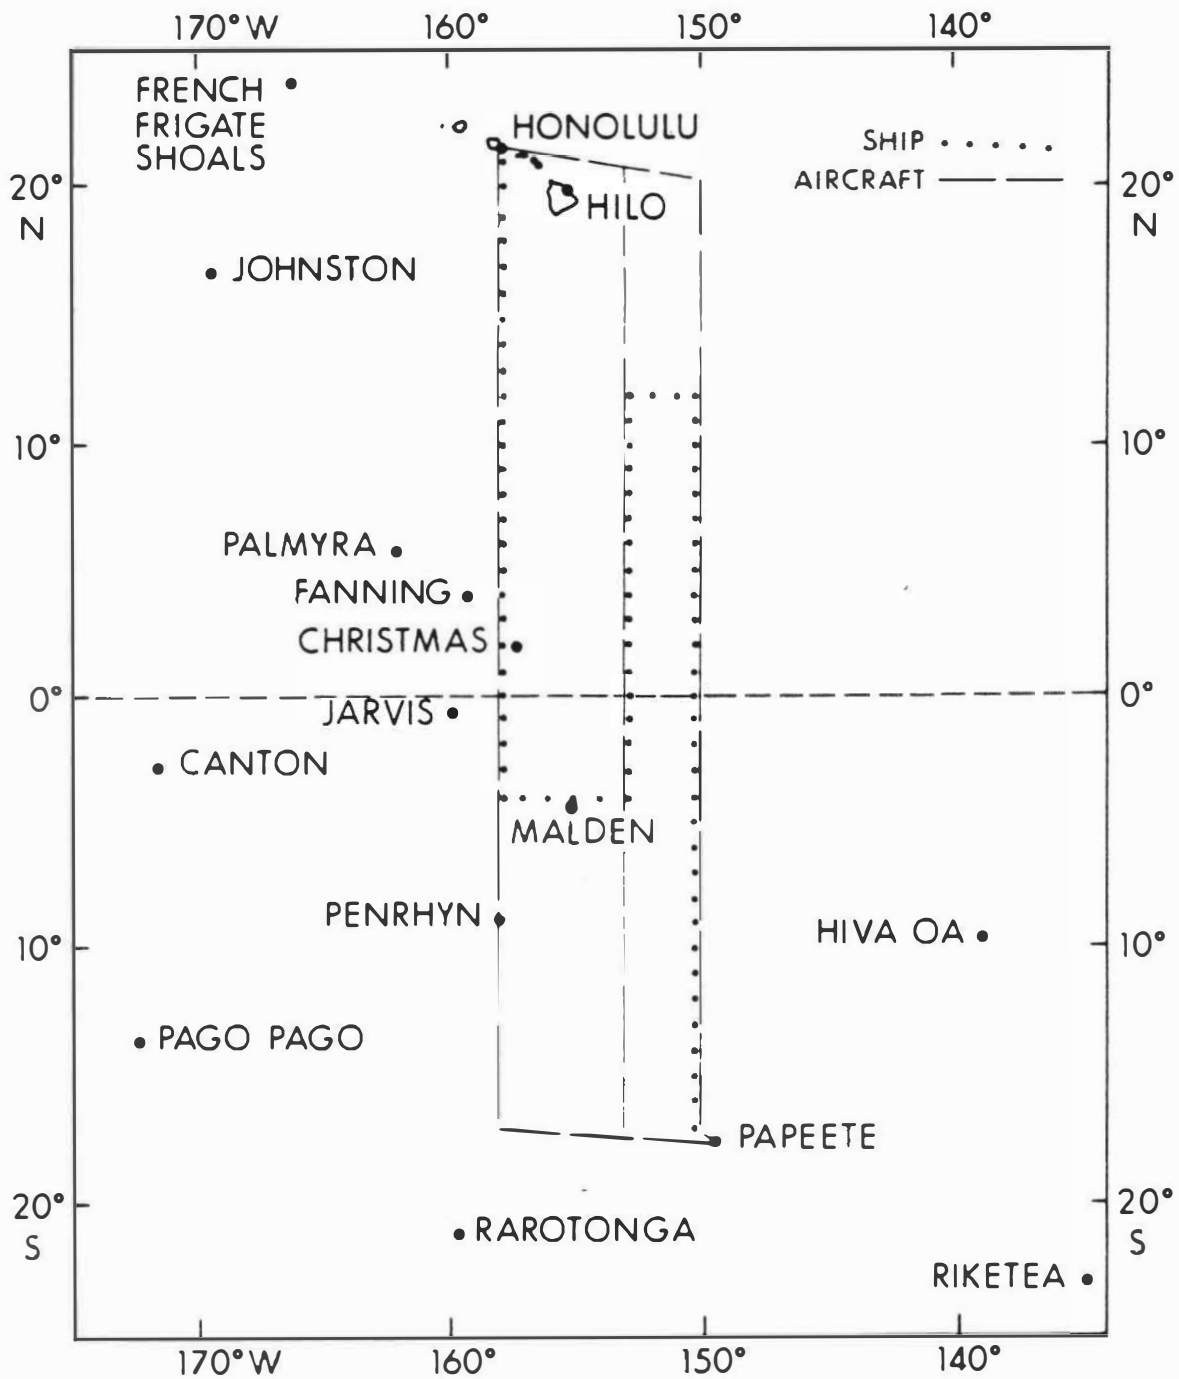 170° W 160° 150° 140°
FRENCH
FRIGATE
SHOALS
HONOLULU
SHIP
AIRCRAFT
20° 20°
N N
HILO
JOHNSTON
10° 10°
PALMYRA
FANNING
CHRISTMAS
0° 0°
JARVIS
CANTON
MALDEN
PENRHYN
HIVA OA
10° 10°
PAGO PAGO
PAPEETE
20° 20°
S S
RAROTONGA
RIKETEA
170° W 160° 150° 140°